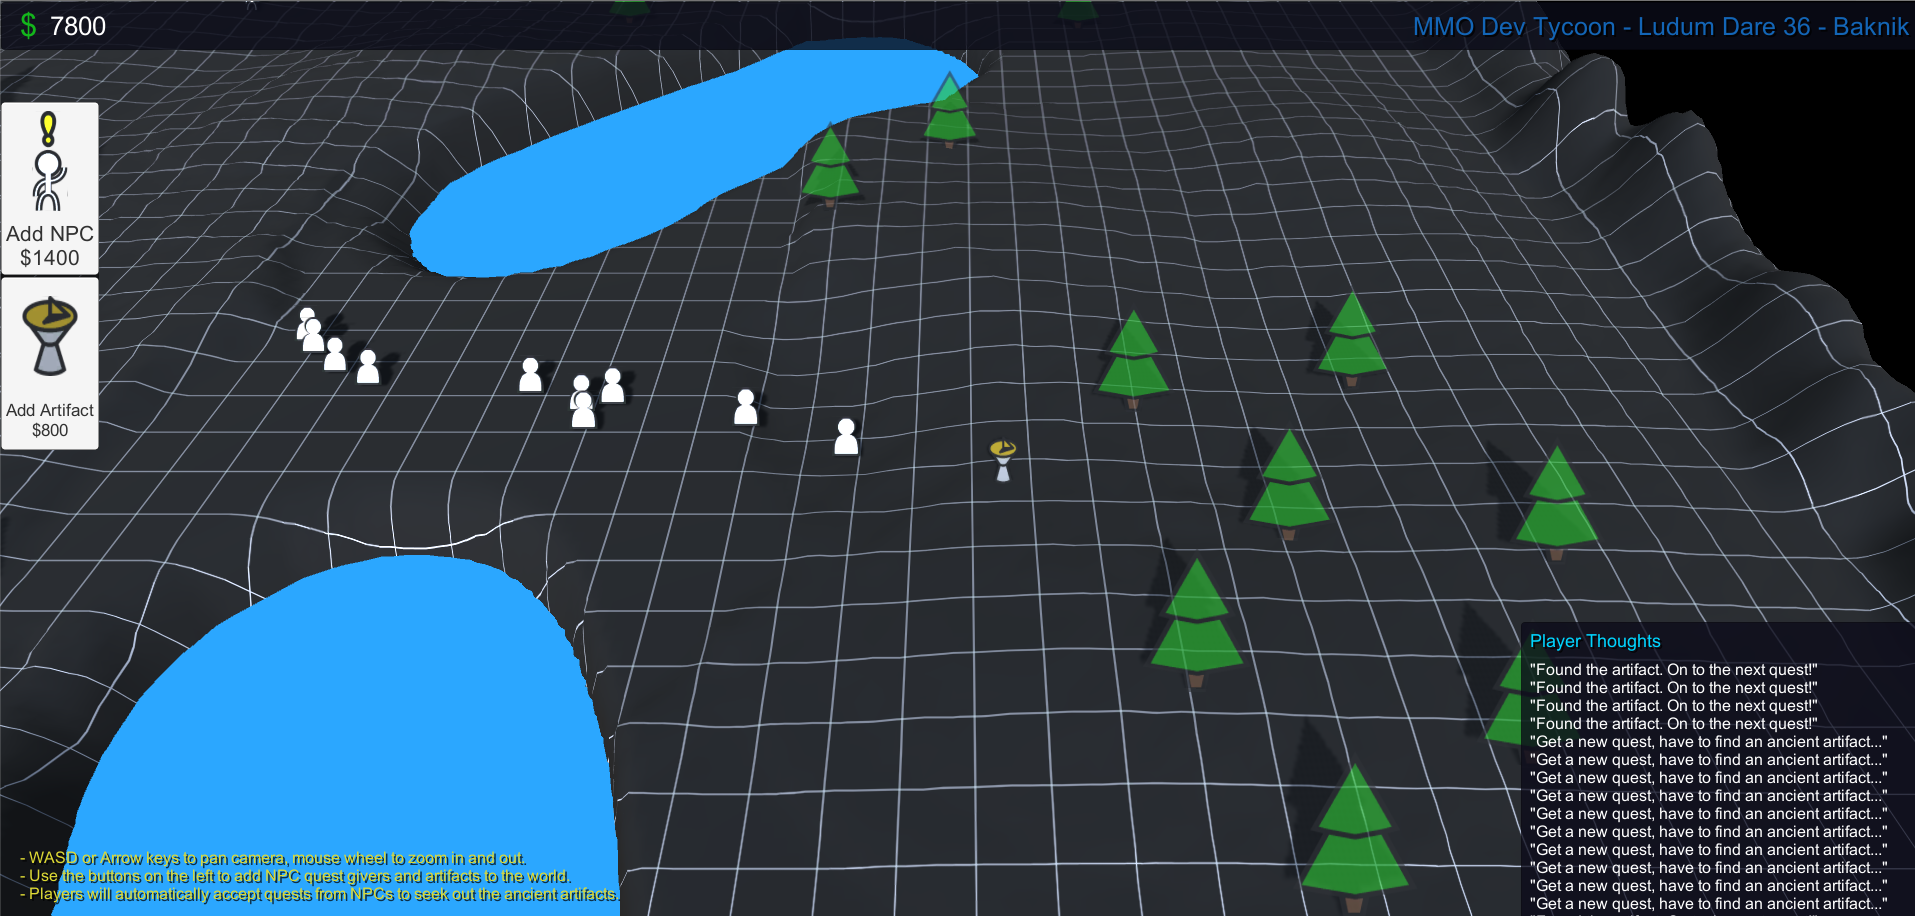 $ 7800
MMO Dev Tycoon - Ludum Dare 36 - Baknik
Add NPC
$1400
Add Artifact
$800
Player Thoughts
"Found the artifact. On to the next quest!"
"Found the artifact. On to the next quest!"
"Found the artifact. On to the next quest!"
"Found the artifact. On to the next quest!"
"Get a new quest, have to find an ancient artifact..."
"Get a new quest, have to find an ancient artifact..."
"Get a new quest, have to find an ancient artifact..."
"Get a new quest, have to find an ancient artifact..."
"Get a new quest, have to find an ancient artifact..."
"Get a new quest, have to find an ancient artifact..."
"Get a new quest, have to find an ancient artifact..."
"Get a new quest, have to find an ancient artifact..."
"Get a new quest, have to find an ancient artifact..."
"Get a new quest, have to find an ancient artifact..."
- WASD or Arrow keys to pan camera, mouse wheel to zoom in and out.
- Use the buttons on the left to add NPC quest givers and artifacts to the world.
- Players will automatically accept quests from NPCs to seek out the ancient artifacts.